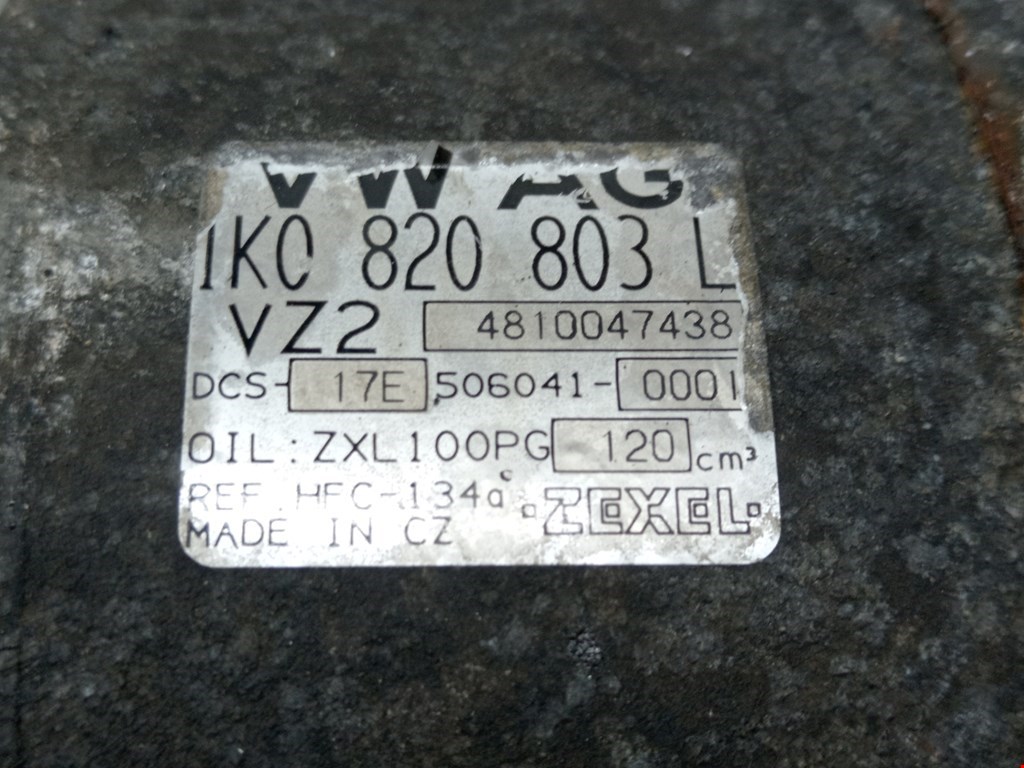 VW AG
1K0 820 803 L
VZ2 4810047438
DCS-17E,506041-0001
OIL: ZXL100PG 120 cm³
REF. HFC-134a ZEXEL
MADE IN CZ